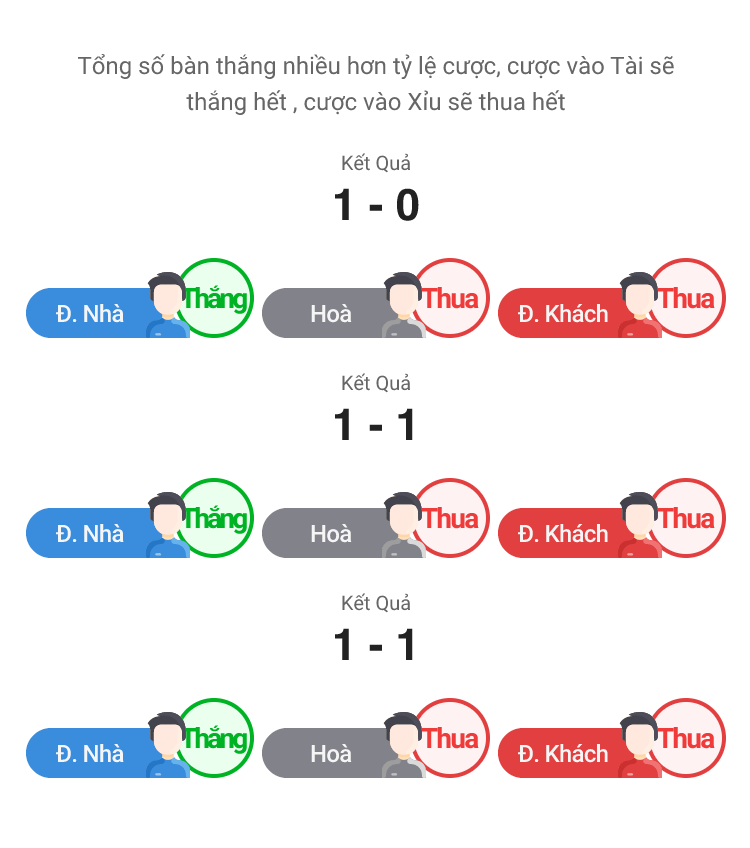 Tổng số bàn thắng nhiều hơn tỷ lệ cược, cược vào Tài sẽ
thắng hết , cược vào Xỉu sẽ thua hết
Kết Quả
1 - 0
Đ. Nhà Thắng Hoà Thua Đ. Khách Thua
Kết Quả
1 - 1
Đ. Nhà Thắng Hoà Thua Đ. Khách Thua
Kết Quả
1 - 1
Đ. Nhà Thắng Hoà Thua Đ. Khách Thua